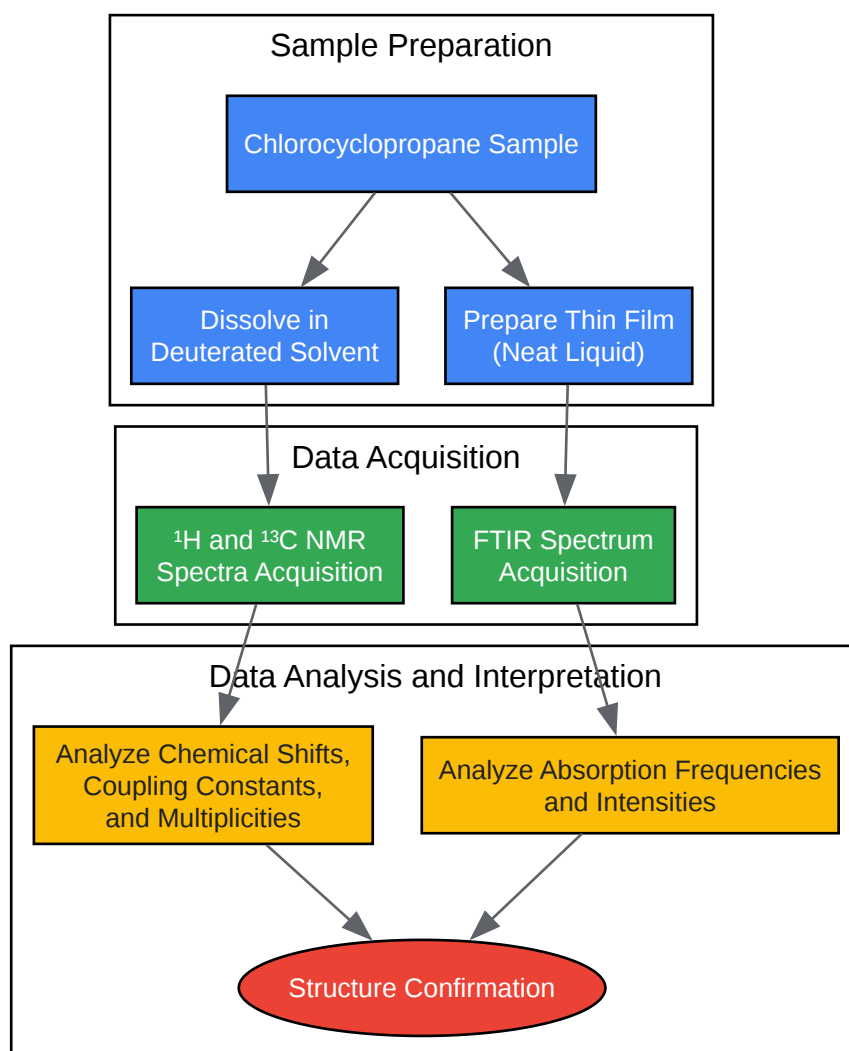 Sample Preparation
Chlorocyclopropane Sample
Dissolve in
Deuterated Solvent
Prepare Thin Film
(Neat Liquid)
Data Acquisition
¹H and ¹³C NMR
Spectra Acquisition
FTIR Spectrum
Acquisition
Data Analysis and Interpretation
Analyze Chemical Shifts,
Coupling Constants,
and Multiplicities
Analyze Absorption Frequencies
and Intensities
Structure Confirmation